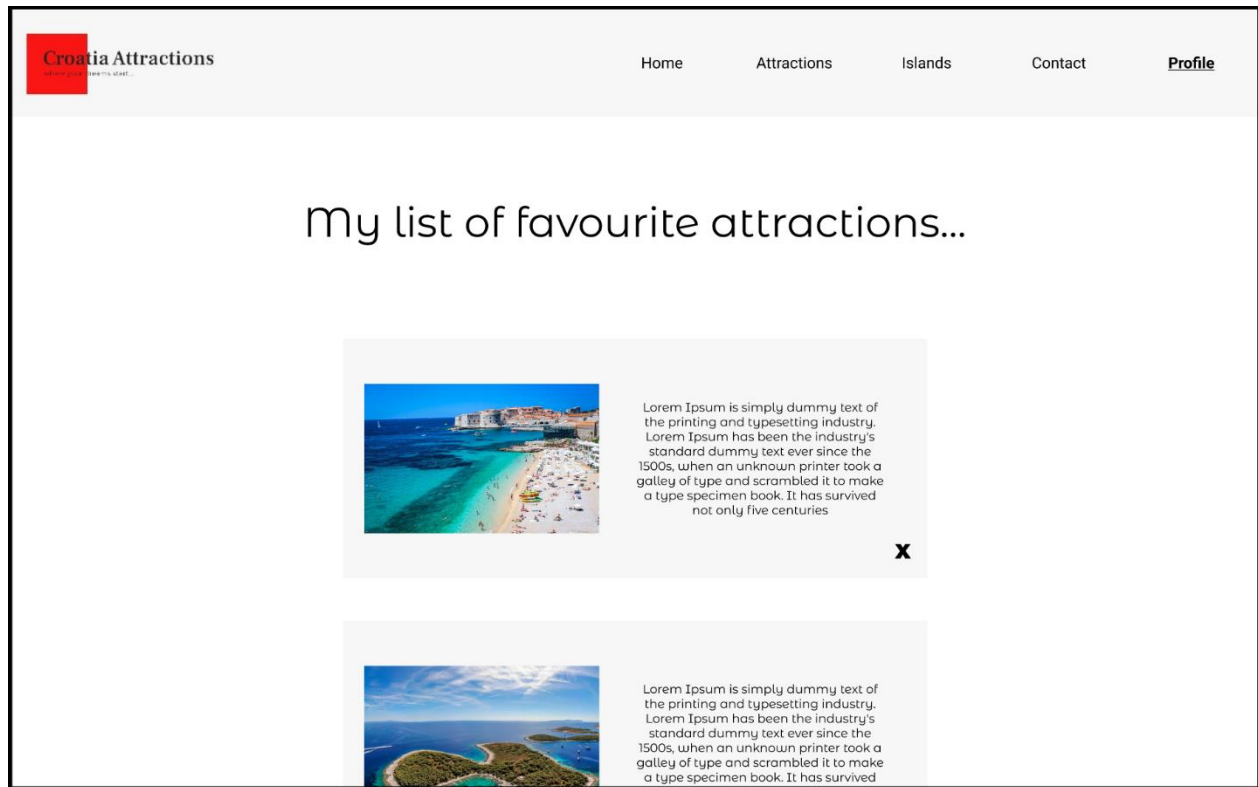 Croatia Attractions
where your dreems start...
Home Attractions Islands Contact Profile
My list of favourite attractions...
Lorem Ipsum is simply dummy text of
the printing and typesetting industry.
Lorem Ipsum has been the industry's
standard dummy text ever since the
1500s, when an unknown printer took a
galley of type and scrambled it to make
a type specimen book. It has survived
not only five centuries
X
Lorem Ipsum is simply dummy text of
the printing and typesetting industry.
Lorem Ipsum has been the industry's
standard dummy text ever since the
1500s, when an unknown printer took a
galley of type and scrambled it to make
a type specimen book. It has survived